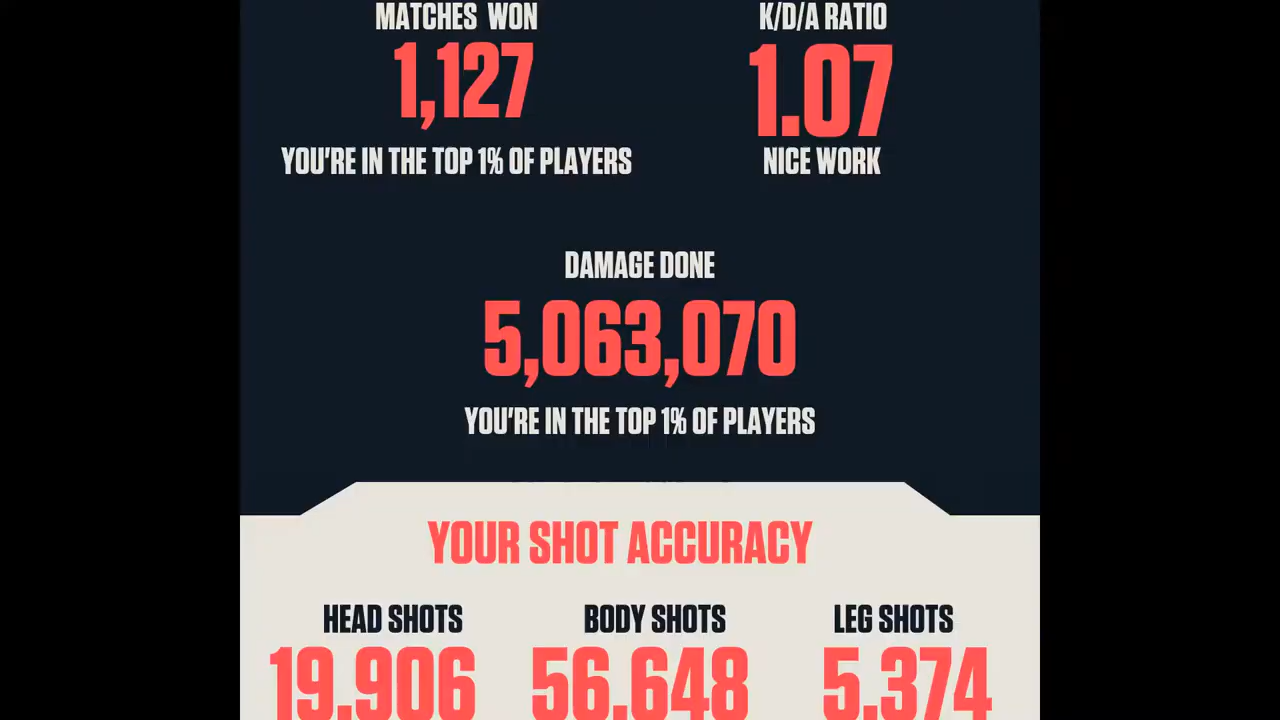 MATCHES WON
K/D/A RATIO
1,127
1.07
YOU'RE IN THE TOP 1% OF PLAYERS
NICE WORK
DAMAGE DONE
5,063,070
YOU'RE IN THE TOP 1% OF PLAYERS
YOUR SHOT ACCURACY
HEAD SHOTS
BODY SHOTS
LEG SHOTS
19,906
56,648
5,374